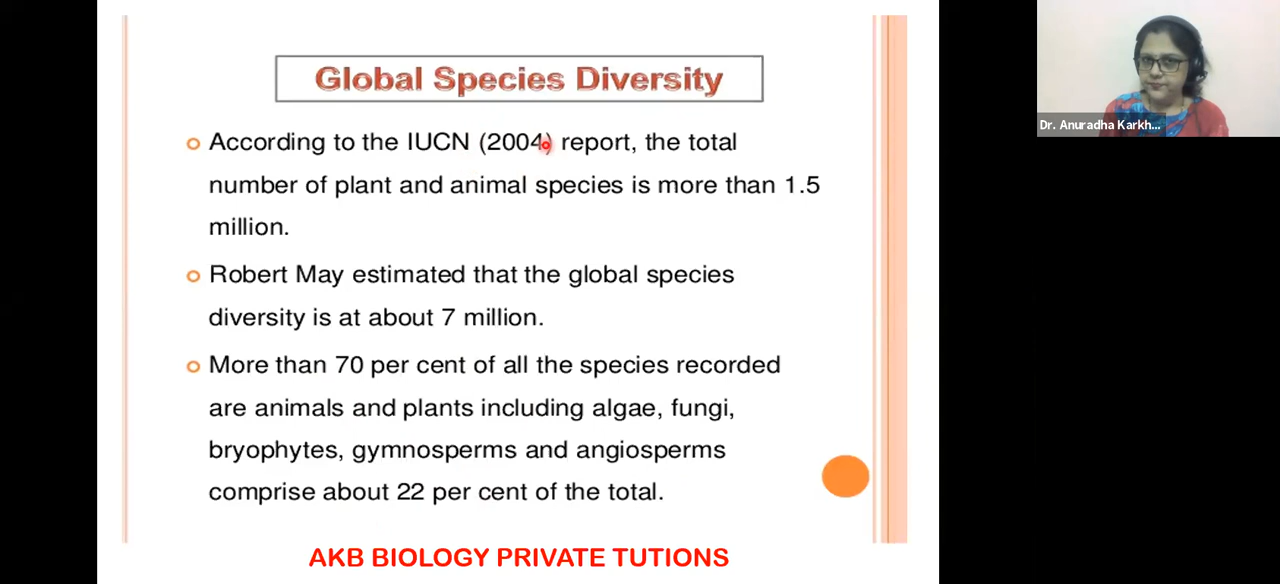 Global Species Diversity
According to the IUCN (2004) report, the total
number of plant and animal species is more than 1.5
million.
Robert May estimated that the global species
diversity is at about 7 million.
More than 70 per cent of all the species recorded
are animals and plants including algae, fungi,
bryophytes, gymnosperms and angiosperms
comprise about 22 per cent of the total.
AKB BIOLOGY PRIVATE TUTIONS
Dr. Anuradha Karkh...